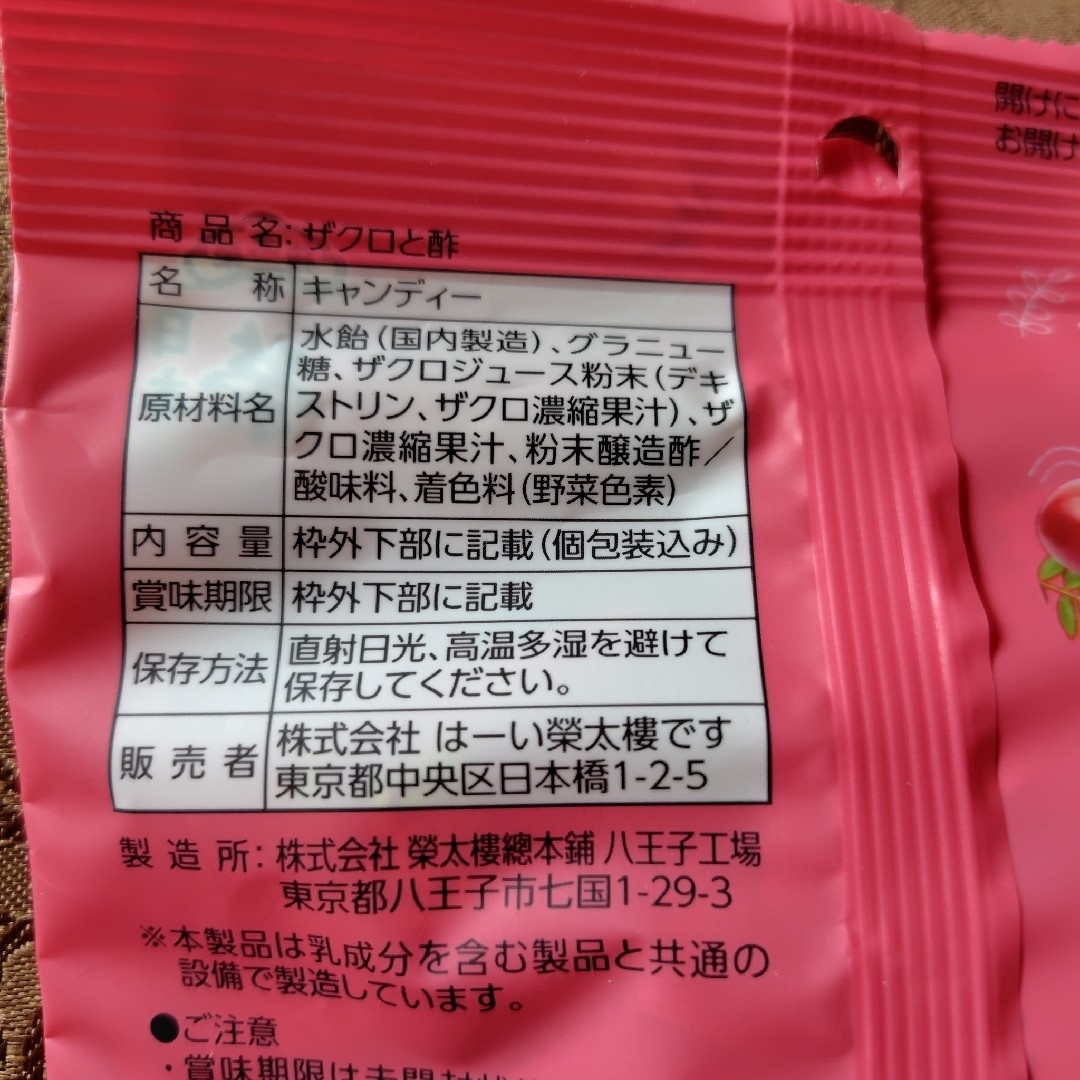 開けに
お開け
商品名:ザクロと酢
名称 キャンディー
原材料名 水飴(国内製造)、グラニュー
糖、ザクロジュース粉末(デキ
ストリン、ザクロ濃縮果汁)、ザ
クロ濃縮果汁、粉末醸造酢/
酸味料、着色料(野菜色素)
内容量 枠外下部に記載(個包装込み)
賞味期限 枠外下部に記載
保存方法 直射日光、高温多湿を避けて
保存してください。
販売者 株式会社 はーい榮太樓です
東京都中央区日本橋1-2-5
製造所:株式会社 榮太樓總本鋪 八王子工場
東京都八王子市七国1-29-3
※本製品は乳成分を含む製品と共通の
設備で製造しています。
●ご注意
・賞味期限は未開封状